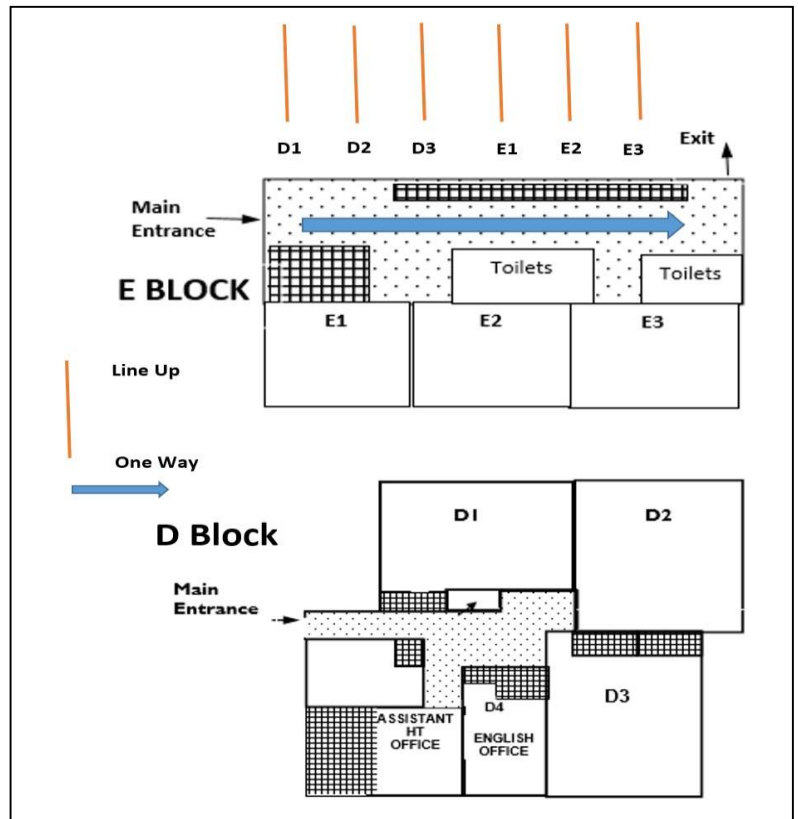 D1 D2 D3 E1 E2 E3 Exit
Main
Entrance
Toilets
Toilets
E BLOCK
E1 E2 E3
Line Up
One Way
D Block
D1 D2
Main
Entrance
D3
D4
ASSISTANT
HT
OFFICE
ENGLISH
OFFICE